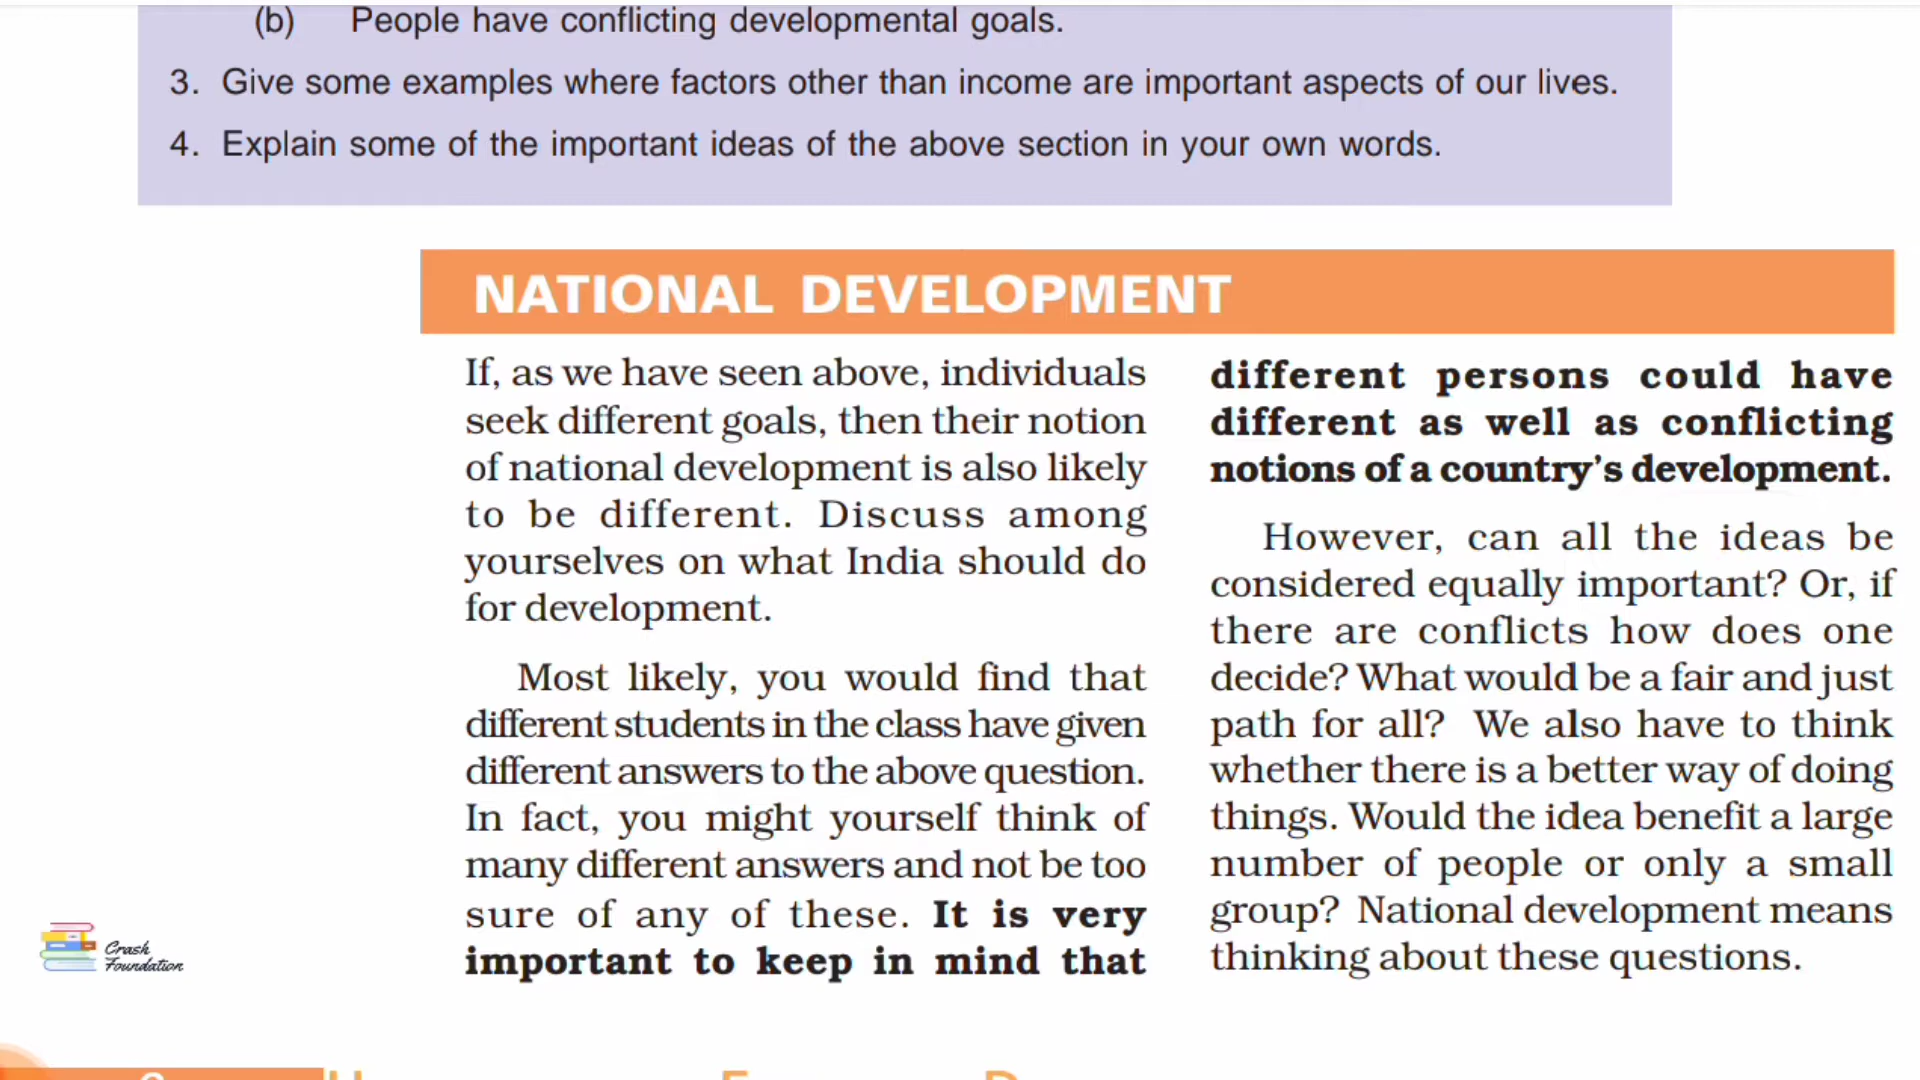 (b) People have conflicting developmental goals.
3. Give some examples where factors other than income are important aspects of our lives.
4. Explain some of the important ideas of the above section in your own words.
NATIONAL DEVELOPMENT
If, as we have seen above, individuals
seek different goals, then their notion
of national development is also likely
to be different. Discuss among
yourselves on what India should do
for development.
Most likely, you would find that
different students in the class have given
different answers to the above question.
In fact, you might yourself think of
many different answers and not be too
sure of any of these. It is very
important to keep in mind that
different persons could have
different as well as conflicting
notions of a country's development.
However, can all the ideas be
considered equally important? Or, if
there are conflicts how does one
decide? What would be a fair and just
path for all? We also have to think
whether there is a better way of doing
things. Would the idea benefit a large
number of people or only a small
group? National development means
thinking about these questions.
Crash
Foundation